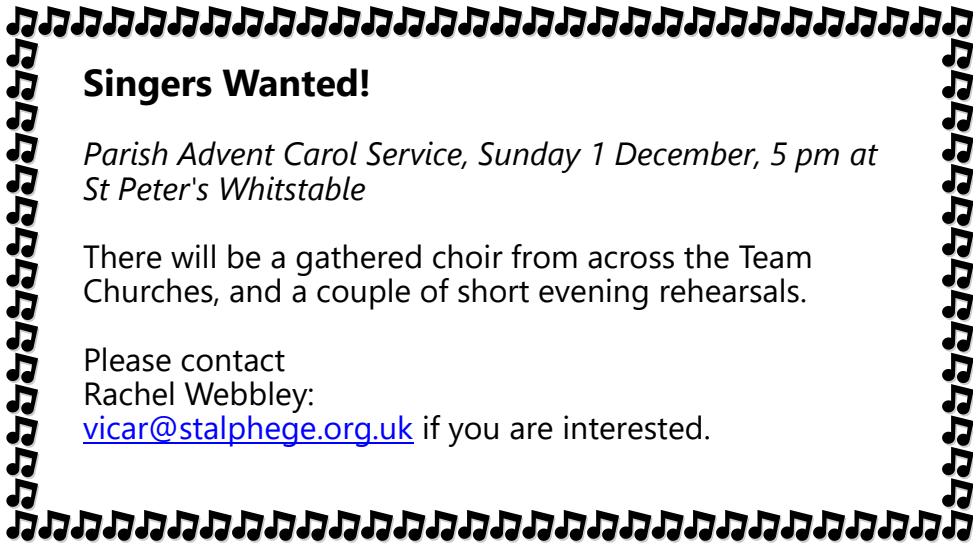 Singers Wanted!
Parish Advent Carol Service, Sunday 1 December, 5 pm at
St Peter's Whitstable
There will be a gathered choir from across the Team
Churches, and a couple of short evening rehearsals.
Please contact
Rachel Webbley:
vicar@stalphege.org.uk if you are interested.